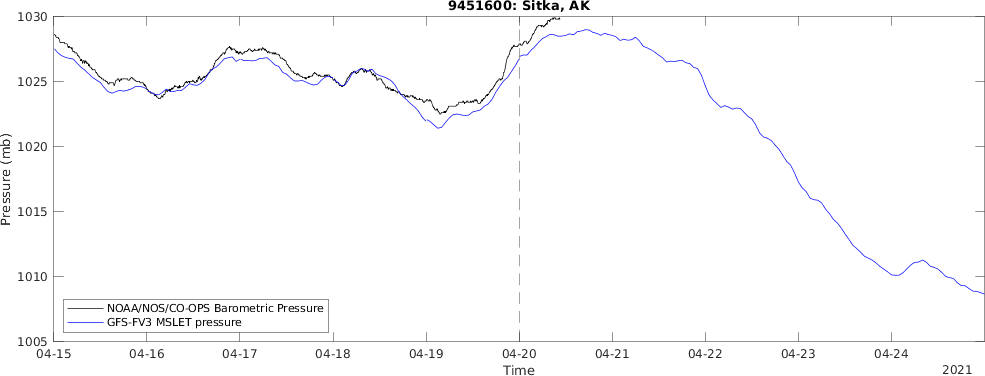 9451600: Sitka, AK
1030
1025
1020
1015
1010
1005
Pressure (mb)
NOAA/NOS/CO-OPS Barometric Pressure
GFS-FV3 MSLET pressure
04-15 04-16 04-17 04-18 04-19 04-20 04-21 04-22 04-23 04-24
Time
2021